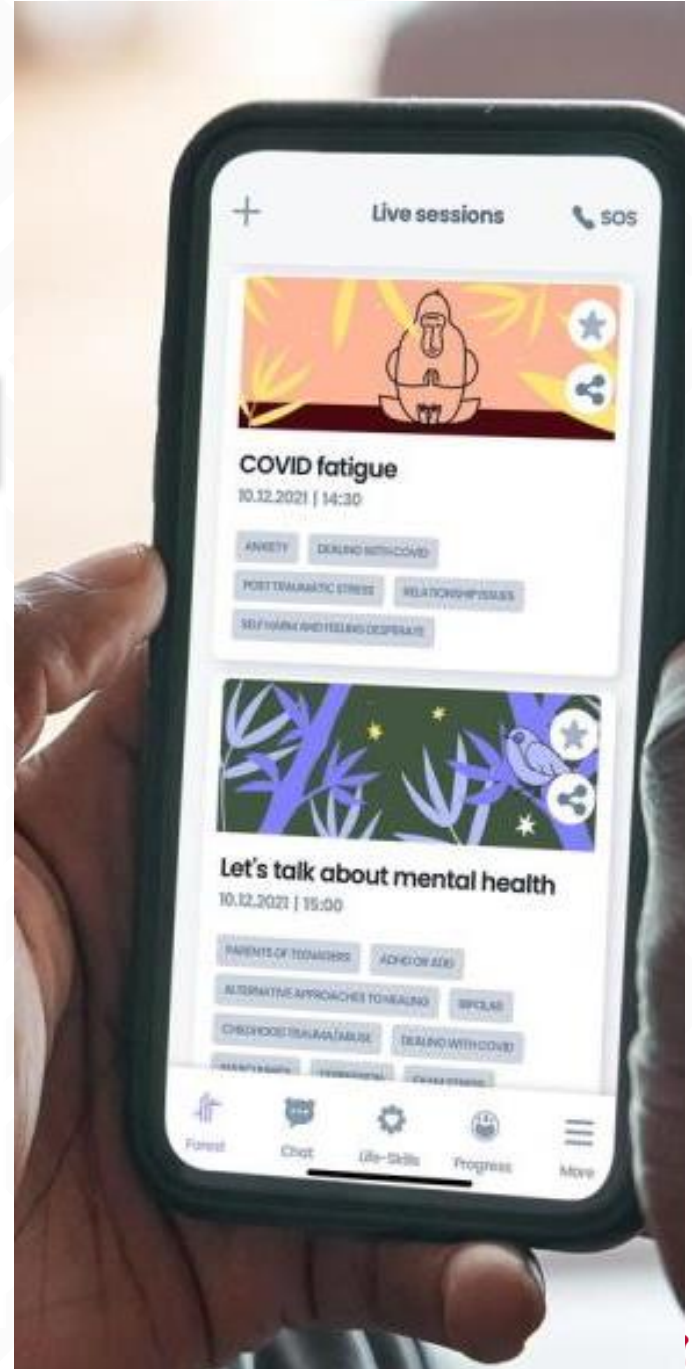 Live sessions
SOS
COVID fatigue
10.12.2021 | 14:30
ANXIETY
DEALING WITH COVID
POST TRAUMATIC STRESS
RELATIONSHIP ISSUES
SELF HARM AND FEELING DESPERATE
Let's talk about mental health
10.12.2021 | 15:00
PARENTS OF TEENAGERS
ADHD OR ADD
ALTERNATIVE APPROACHES TO HEALING
BIPOLAR
CHILDHOOD TRAUMA/ABUSE
DEALING WITH COVID
DEPRESSION
EXAM STRESS
Forest
Chat
Life-Skills
Progress
More